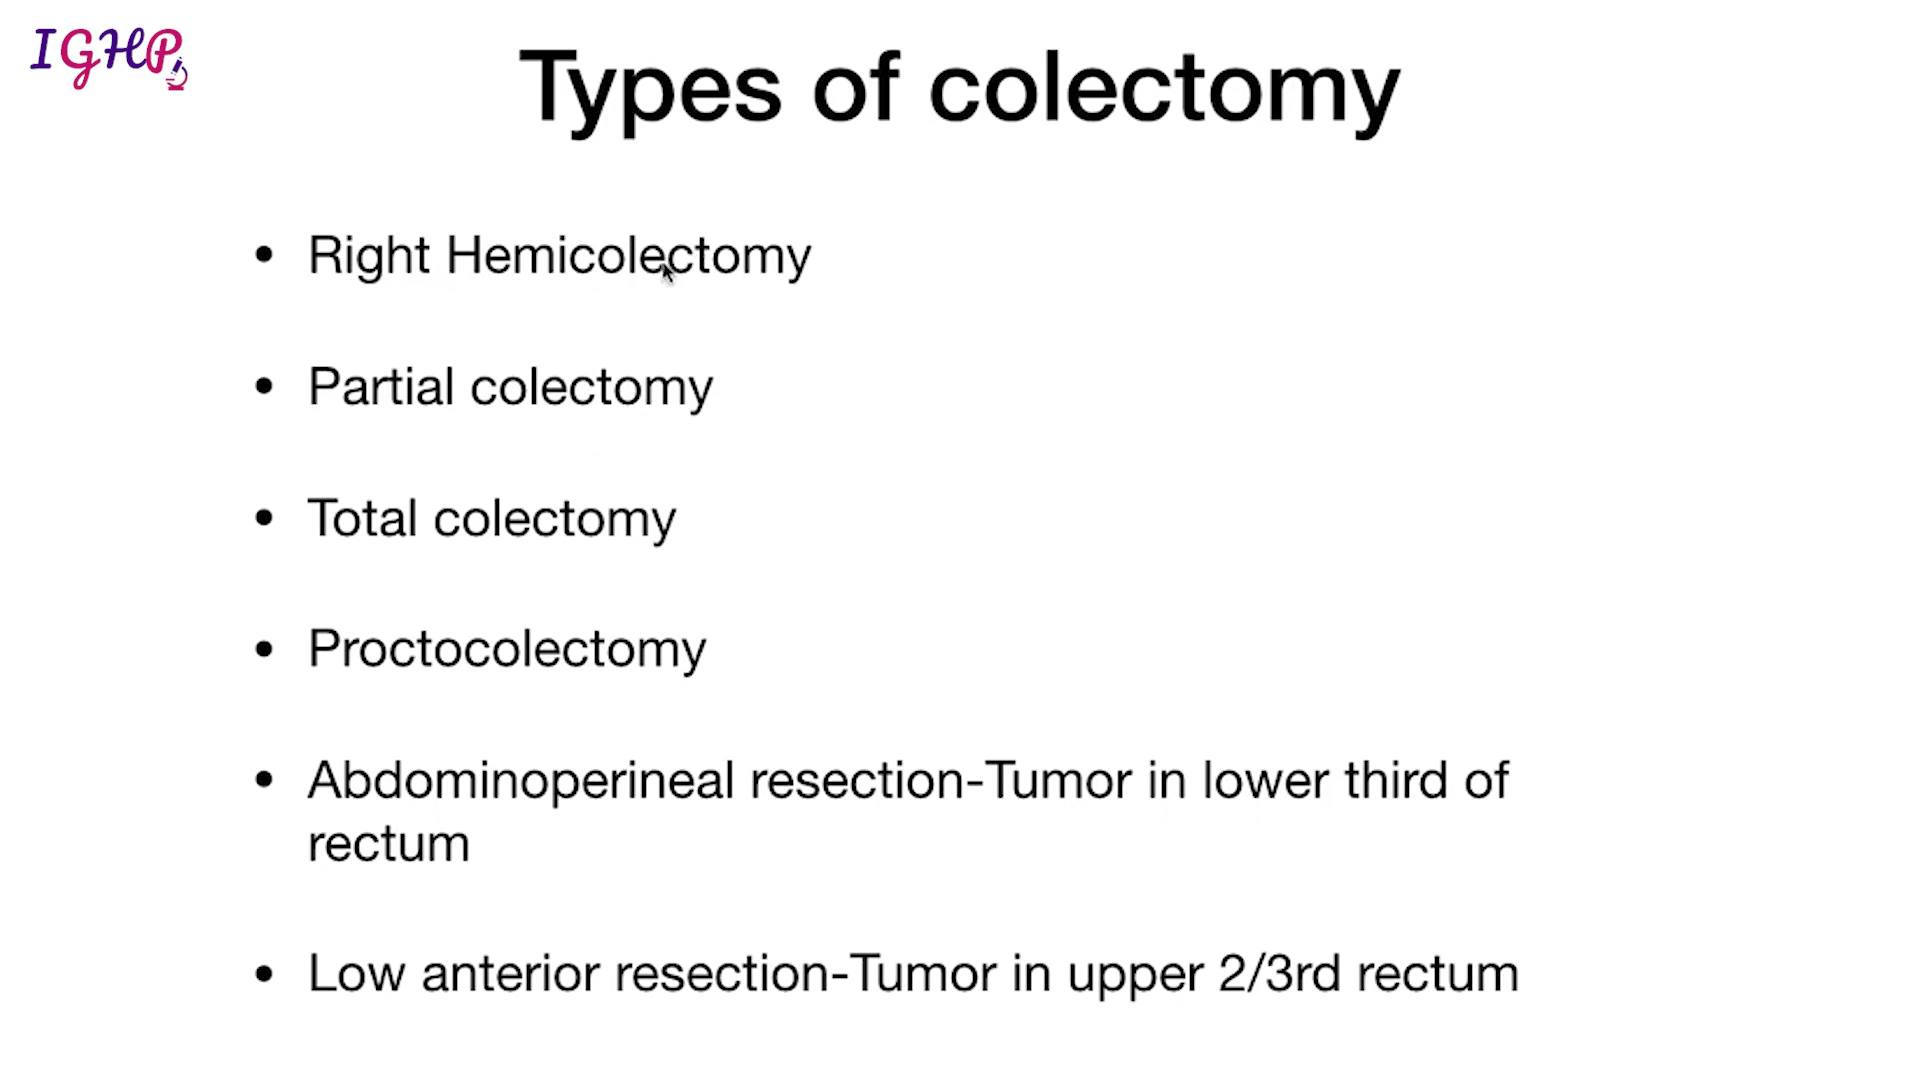 IGHP
Types of colectomy
• Right Hemicolectomy
• Partial colectomy
• Total colectomy
• Proctocolectomy
• Abdominoperineal resection-Tumor in lower third of
rectum
• Low anterior resection-Tumor in upper 2/3rd rectum